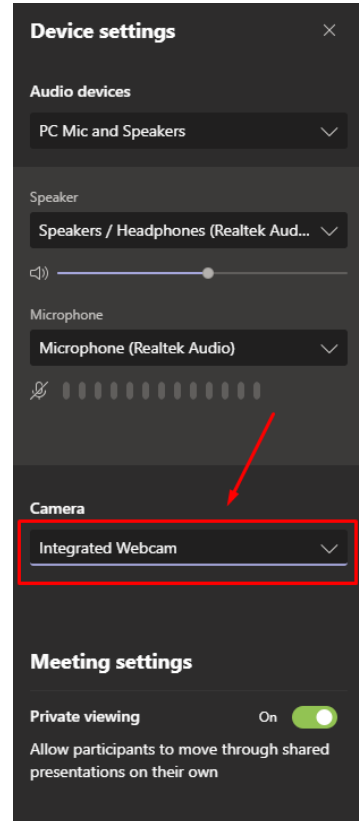 Device settings
Audio devices
PC Mic and Speakers
Speaker
Speakers / Headphones (Realtek Aud...
Microphone
Microphone (Realtek Audio)
Camera
Integrated Webcam
Meeting settings
Private viewing On
Allow participants to move through shared
presentations on their own